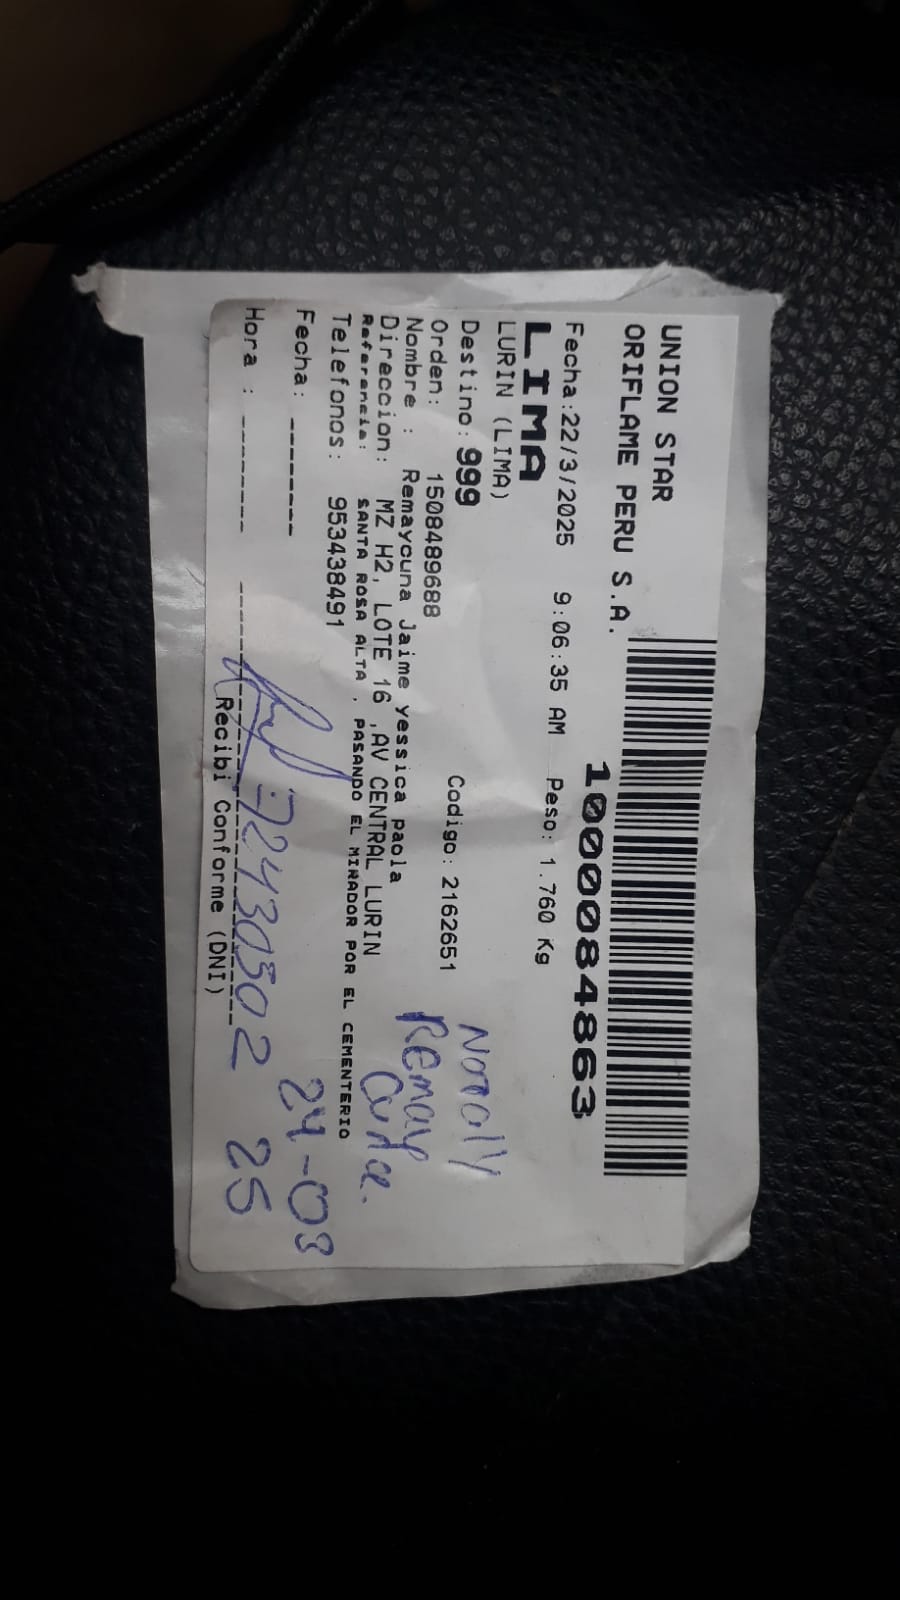 UNION STAR
ORIFLAME PERU S.A.
1000084863
Fecha:22/3/2025 9:06:35 AM Peso: 1.760 Kg
LIMA
LURIN (LIMA)
Destino: 999
Orden: 1508489688 Codigo: 2162651
Nombre : Remaycuna Jaime yessica paola
Direccion: MZ H2, LOTE 16 ,AV CENTRAL LURIN
Referencia: SANTA ROSA ALTA . PASANDO EL MIRADOR POR EL CEMENTERIO
Telefonos: 953438491
Nataly
Remay
Fecha: -------
24-03
Hora : -------
72430302
25
Recibi Conforme (DNI)